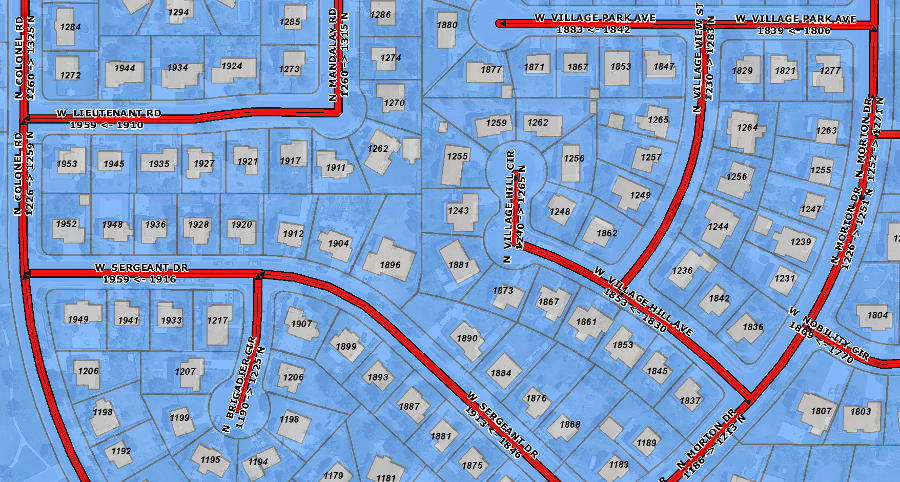 1294
1285
1286
1880
W VILLAGE PARK AVE
1883 <- 1842
W VILLAGE PARK AVE
1839 <- 1806
1284
N COLONEL RD
1260 -> 1325 N
N MANDALAY RD
1260 -> 1315 N
N VILLAGE VIEW ST
1230 -> 1283 N
1272
1944
1934
1924
1273
1274
1877
1871
1867
1853
1847
1829
1821
1277
1270
W LIEUTENANT RD
1959 <- 1910
1259
1262
1265
1264
1263
N MORTON DR
1252 -> 1277 N
N COLONEL RD
1226 -> 1259 N
1953
1945
1935
1927
1921
1917
1911
1262
1255
1256
1257
1256
1255
N VILLAGE HILL CIR
1240 -> 1265 N
1249
1247
N MORTON DR
1226 -> 1251 N
1952
1948
1936
1928
1920
1912
1904
1243
1248
1862
1244
1239
1896
1881
W SERGEANT DR
1959 <- 1916
1236
1231
W VILLAGE HILL AVE
1853 <- 1830
1873
1867
1842
1949
1941
1933
1217
1907
1861
1836
1804
W NOBILITY CIR
1809 <- 1770
1899
1890
1853
N BRIGADIER CIR
1190 -> 1225 N
1206
1207
1206
1893
1884
1845
1837
1198
1199
1198
1887
1876
1807
1803
W SERGEANT DR
1913 <- 1846
1868
1881
1189
N MORTON DR
1186 -> 1213 N
1192
1195
1194
1179
1181
1875
1183